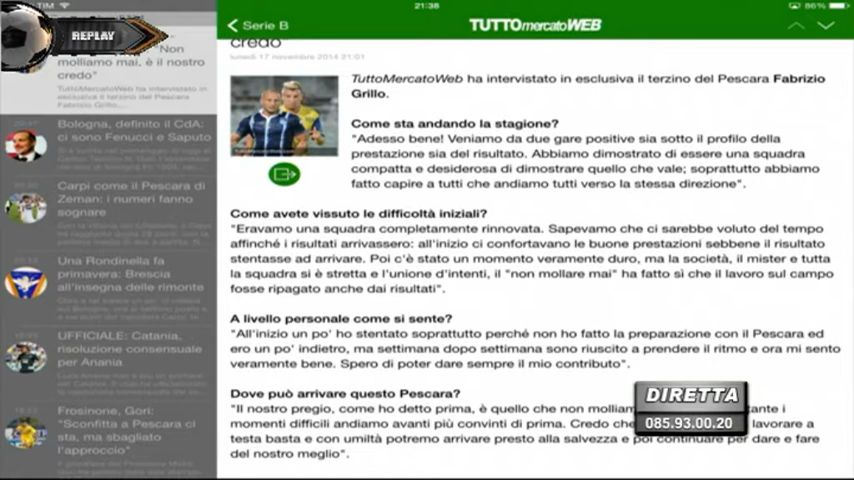 TIM
21:38
86%
REPLAY
Serie B
TUTTOmercatoWEB
"Non
molliamo mai, è il nostro
credo"
TuttoMercatoWeb ha
intervistato in esclusiva il
terzino del Pescara
Fabrizio Grillo....
Bologna, definito il CdA:
ci sono Fenucci e Saputo
Carpi come il Pescara di
Zeman: i numeri fanno
sognare
Una Rondinella fa
primavera: Brescia
all'insegna delle rimonte
UFFICIALE: Catania,
risoluzione consensuale
per Anania
Frosinone, Gori:
"Sconfitta a Pescara ci
sta, ma sbagliato
l'approccio"
credo
lunedì 17 novembre 2014 21:01
TuttoMercatoWeb ha intervistato in esclusiva il terzino del Pescara Fabrizio
Grillo.
Come sta andando la stagione?
"Adesso bene! Veniamo da due gare positive sia sotto il profilo della
prestazione sia del risultato. Abbiamo dimostrato di essere una squadra
compatta e desiderosa di dimostrare quello che vale; soprattutto abbiamo
fatto capire a tutti che andiamo tutti verso la stessa direzione".
Come avete vissuto le difficoltà iniziali?
"Eravamo una squadra completamente rinnovata. Sapevamo che ci sarebbe voluto del tempo
affinché i risultati arrivassero: all'inizio ci confortavano le buone prestazioni sebbene il risultato
stentasse ad arrivare. Poi c'è stato un momento veramente duro, ma la società, il mister e tutta
la squadra si è stretta e l'unione d'intenti, il "non mollare mai" ha fatto sì che il lavoro sul campo
fosse ripagato anche dai risultati".
A livello personale come si sente?
"All'inizio un po' ho stentato soprattutto perché non ho fatto la preparazione con il Pescara ed
ero un po' indietro, ma settimana dopo settimana sono riuscito a prendere il ritmo e ora mi sento
veramente bene. Spero di poter dare sempre il mio contributo".
Dove può arrivare questo Pescara?
"Il nostro pregio, come ho detto prima, è quello che non molliam tante i
momenti difficili andiamo avanti più convinti di prima. Credo che lavorare a
testa basta e con umiltà potremo arrivare presto alla salvezza e poi continuare per dare e fare
del nostro meglio".
DIRETTA
085.93.00.20